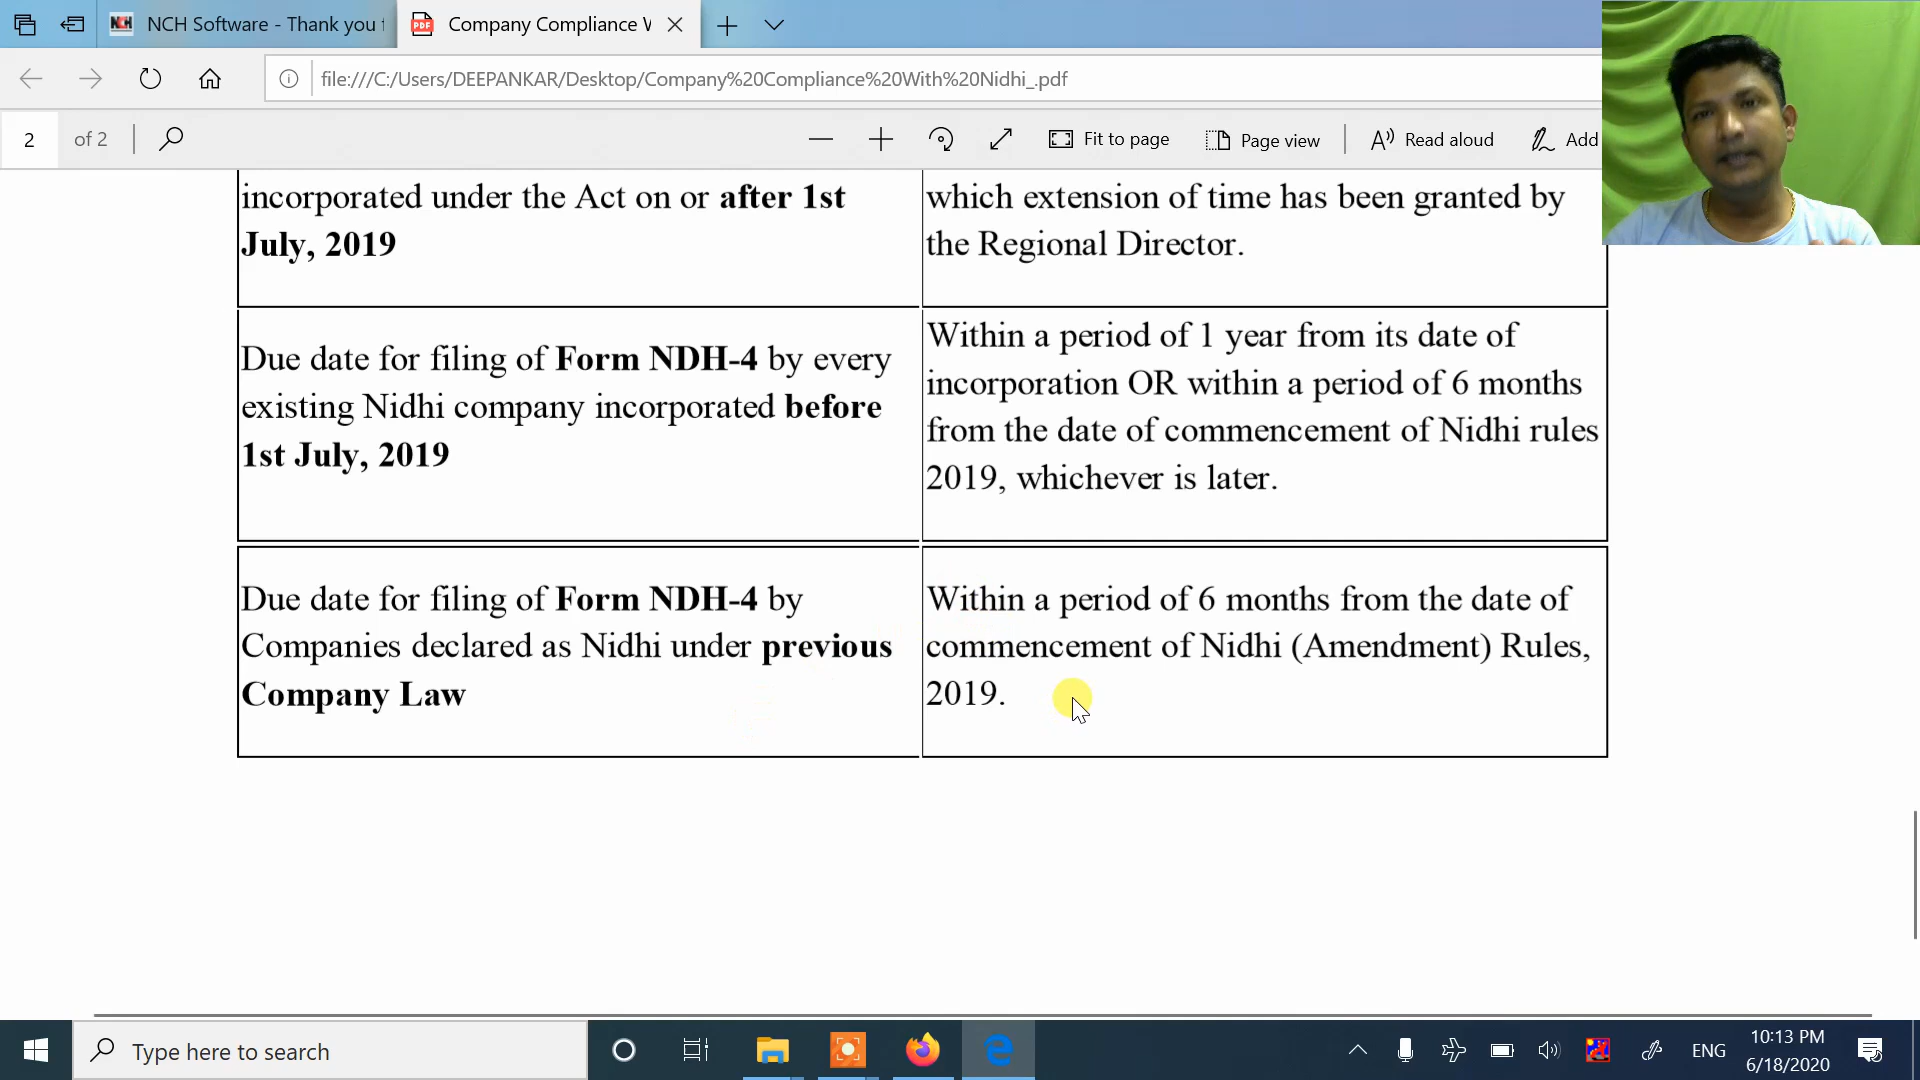 NCH Software - Thank you f
Company Compliance W
file:///C:/Users/DEEPANKAR/Desktop/Company%20Compliance%20With%20Nidhi_.pdf
2 of 2
Fit to page
Page view
Read aloud
Add
incorporated under the Act on or after 1st
July, 2019
which extension of time has been granted by
the Regional Director.
Due date for filing of Form NDH-4 by every
existing Nidhi company incorporated before
1st July, 2019
Within a period of 1 year from its date of
incorporation OR within a period of 6 months
from the date of commencement of Nidhi rules
2019, whichever is later.
Due date for filing of Form NDH-4 by
Companies declared as Nidhi under previous
Company Law
Within a period of 6 months from the date of
commencement of Nidhi (Amendment) Rules,
2019.
Type here to search
ENG
10:13 PM
6/18/2020